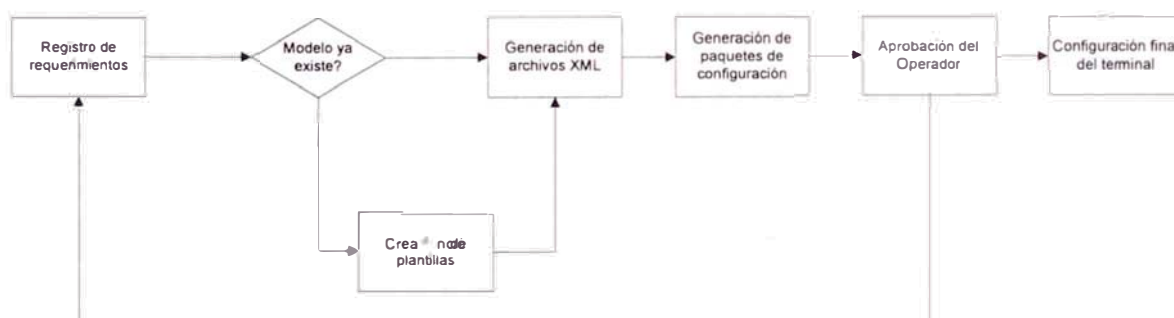 Registro de
requerimientos
Modelo ya
existe?
Generación de
archivos XML
Generación de
paquetes de
configuración
Aprobación del
Operador
Configuración fina
del terminal
de
plantillas